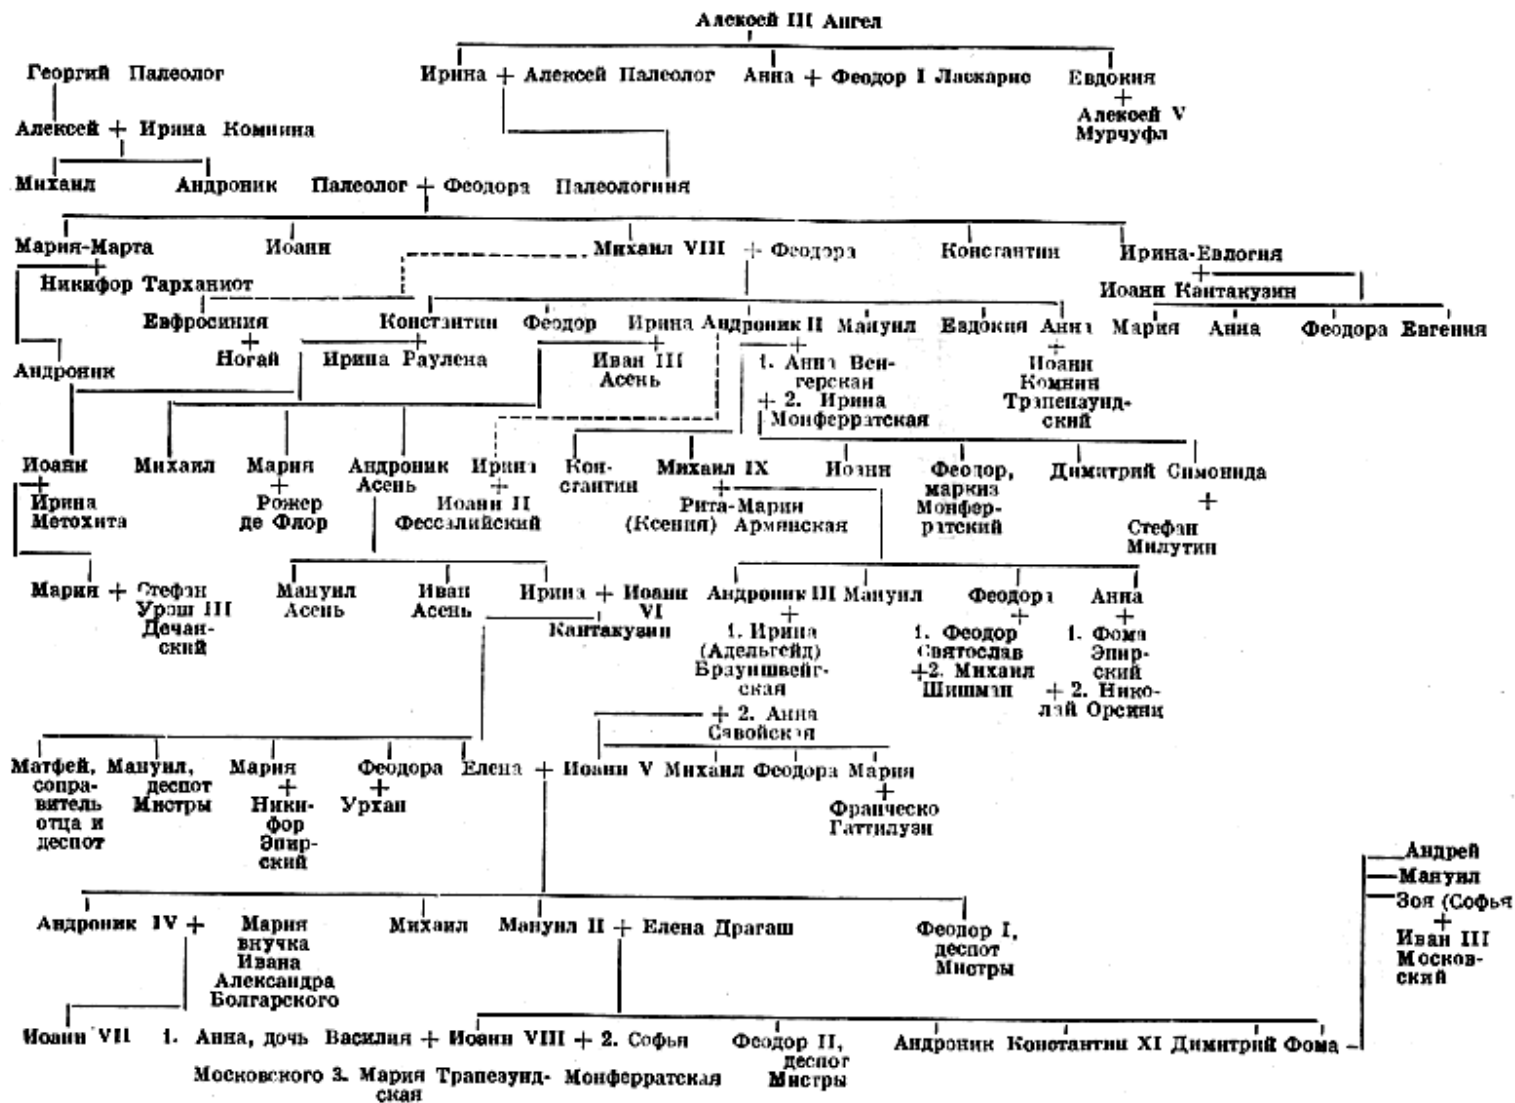 Алексей III Ангел
Георгий Палеолог
Ирина + Алексей Палеолог
Анна + Феодор I Ласкарис
Евдокия
+
Алексей V
Мурчуфл
Алексей + Ирина Комнина
Михаил Андроник Палеолог + Феодора Палеологиня
Мария-Марта Иоанн Михаил VIII + Феодора Константин Ирина-Евлогия
+
Никифор Тарханиот
+
Иоанн Кантакузин
Евфросиния Константин Феодор Ирина Андроник II Мануил Евдокия Анна Мария Анна Феодора Евгения
+
Ногай
+
Ирина Раулена
+
Иван III
Асень
+
1. Анна Вен-
герская
+ 2. Ирина
Монферратская
+
Иоанн
Комнин
Трапезунд-
ский
Андроник
Иоанн Михаил Мария Андроник
Асень
Ирина Кон-
стантин
Михаил IX Иоанн Феодор,
маркиз
Монфер-
ратский
Димитрий Симонида
+
Ирина
Метохита
+
Рожер
де Флор
+
Иоанн II
Фессалийский
+
Рита-Мария
(Ксения) Армянская
+
Стефан
Милутин
Мария + Стефан
Урош III
Дечан-
ский
Мануил
Асень
Иван
Асень
Ирина + Иоанн
VI
Кантакузин
Андроник III Мануил Феодора Анна
+
1. Ирина
(Адельгейд)
Брауншвейг-
ская
+ 2. Анна
Савойская
+
1. Феодор
Святослав
+2. Михаил
Шишман
+
1. Фома
Эпир-
ский
+ 2. Нико-
лай Орсини
Матфей,
сопра-
витель
отца и
деспот
Мануил,
деспот
Мистры
Мария
+
Ники-
фор
Эпир-
ский
Феодора
+
Урхан
Елена + Иоанн V Михаил Феодора Мария
+
Франческо
Гаттилузи
Андроник IV + Мария
внучка
Ивана
Александра
Болгарского
Михаил Мануил II + Елена Драгаш Феодор I,
деспот
Мистры
Андрей
Мануил
Зоя (Софья
+
Иван III
Москов-
ский
Иоанн VII 1. Анна, дочь Василия + Иоанн VIII + 2. Софья Феодор II,
деспот
Мистры
Андроник Константин XI Димитрий Фома
Московского 3. Мария Трапезунд- Монферратская
ская